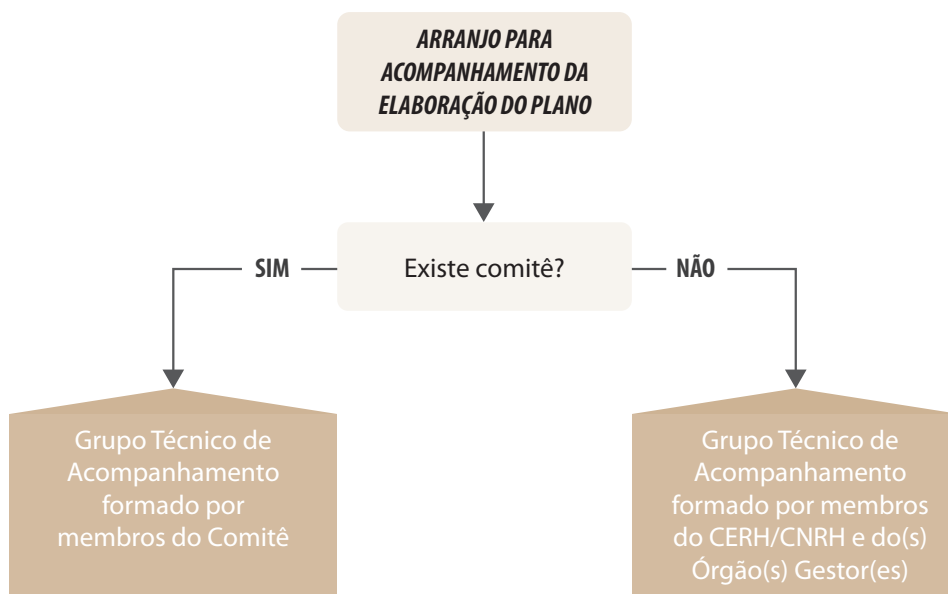 ARRANJO PARA
ACOMPANHAMENTO DA
ELABORAÇÃO DO PLANO
Existe comitê?
SIM
NÃO
Grupo Técnico de
Acompanhamento
formado por
membros do Comitê
Grupo Técnico de
Acompanhamento
formado por membros
do CERH/CNRH e do(s)
Órgão(s) Gestor(es)